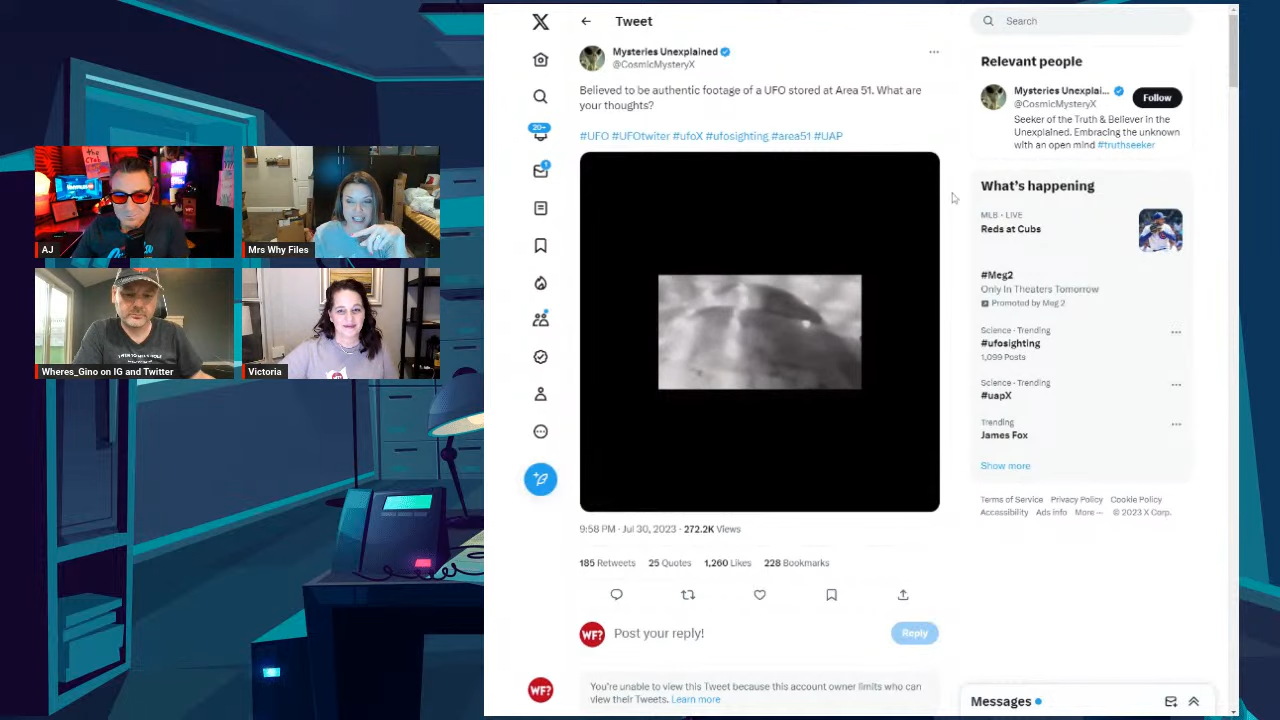 AJ
Mrs Why Files
Wheres_Gino on IG and Twitter
Victoria
20+
1
Tweet
Mysteries Unexplained
@CosmicMysteryX
Believed to be authentic footage of a UFO stored at Area 51. What are
your thoughts?
#UFO #UFOtwiter #ufoX #ufosighting #area51 #UAP
9:58 PM · Jul 30, 2023 · 272.2K Views
185 Retweets 25 Quotes 1,260 Likes 228 Bookmarks
WF?
Post your reply!
Reply
WF?
You're unable to view this Tweet because this account owner limits who can
view their Tweets. Learn more
Search
Relevant people
Mysteries Unexplai...
@CosmicMysteryX
Follow
Seeker of the Truth & Believer in the
Unexplained. Embracing the unknown
with an open mind #truthseeker
What's happening
MLB · LIVE
Reds at Cubs
#Meg2
Only In Theaters Tomorrow
Promoted by Meg 2
Science · Trending
#ufosighting
1,099 Posts
Science · Trending
#uapX
Trending
James Fox
Show more
Terms of Service Privacy Policy Cookie Policy
Accessibility Ads info More ··· © 2023 X Corp.
Messages